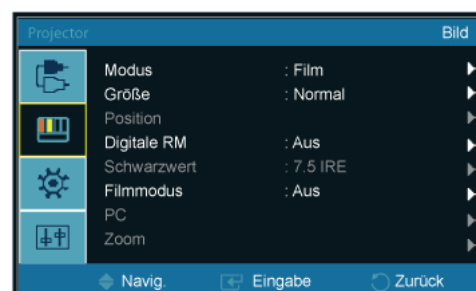 Projector Bild
Modus : Film
Größe : Normal
Position
Digitale RM : Aus
Schwarzwert : 7.5 IRE
Filmmodus : Aus
PC
Zoom
Navig. Eingabe Zurück